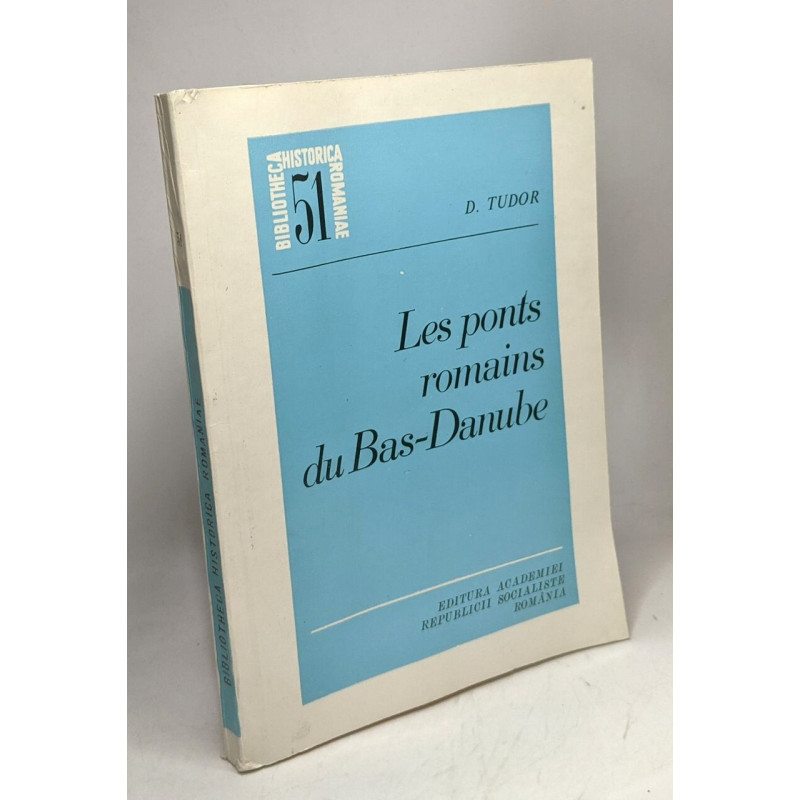 BIBLIOTHECA
HISTORICA
ROMANIAE
51
D. TUDOR
Les ponts
romains
du Bas-Danube
EDITURA ACADEMIEI
REPUBLICII SOCIALISTE
ROMÂNIA
BIBLIOTHECA HISTORICA ROMANIAE